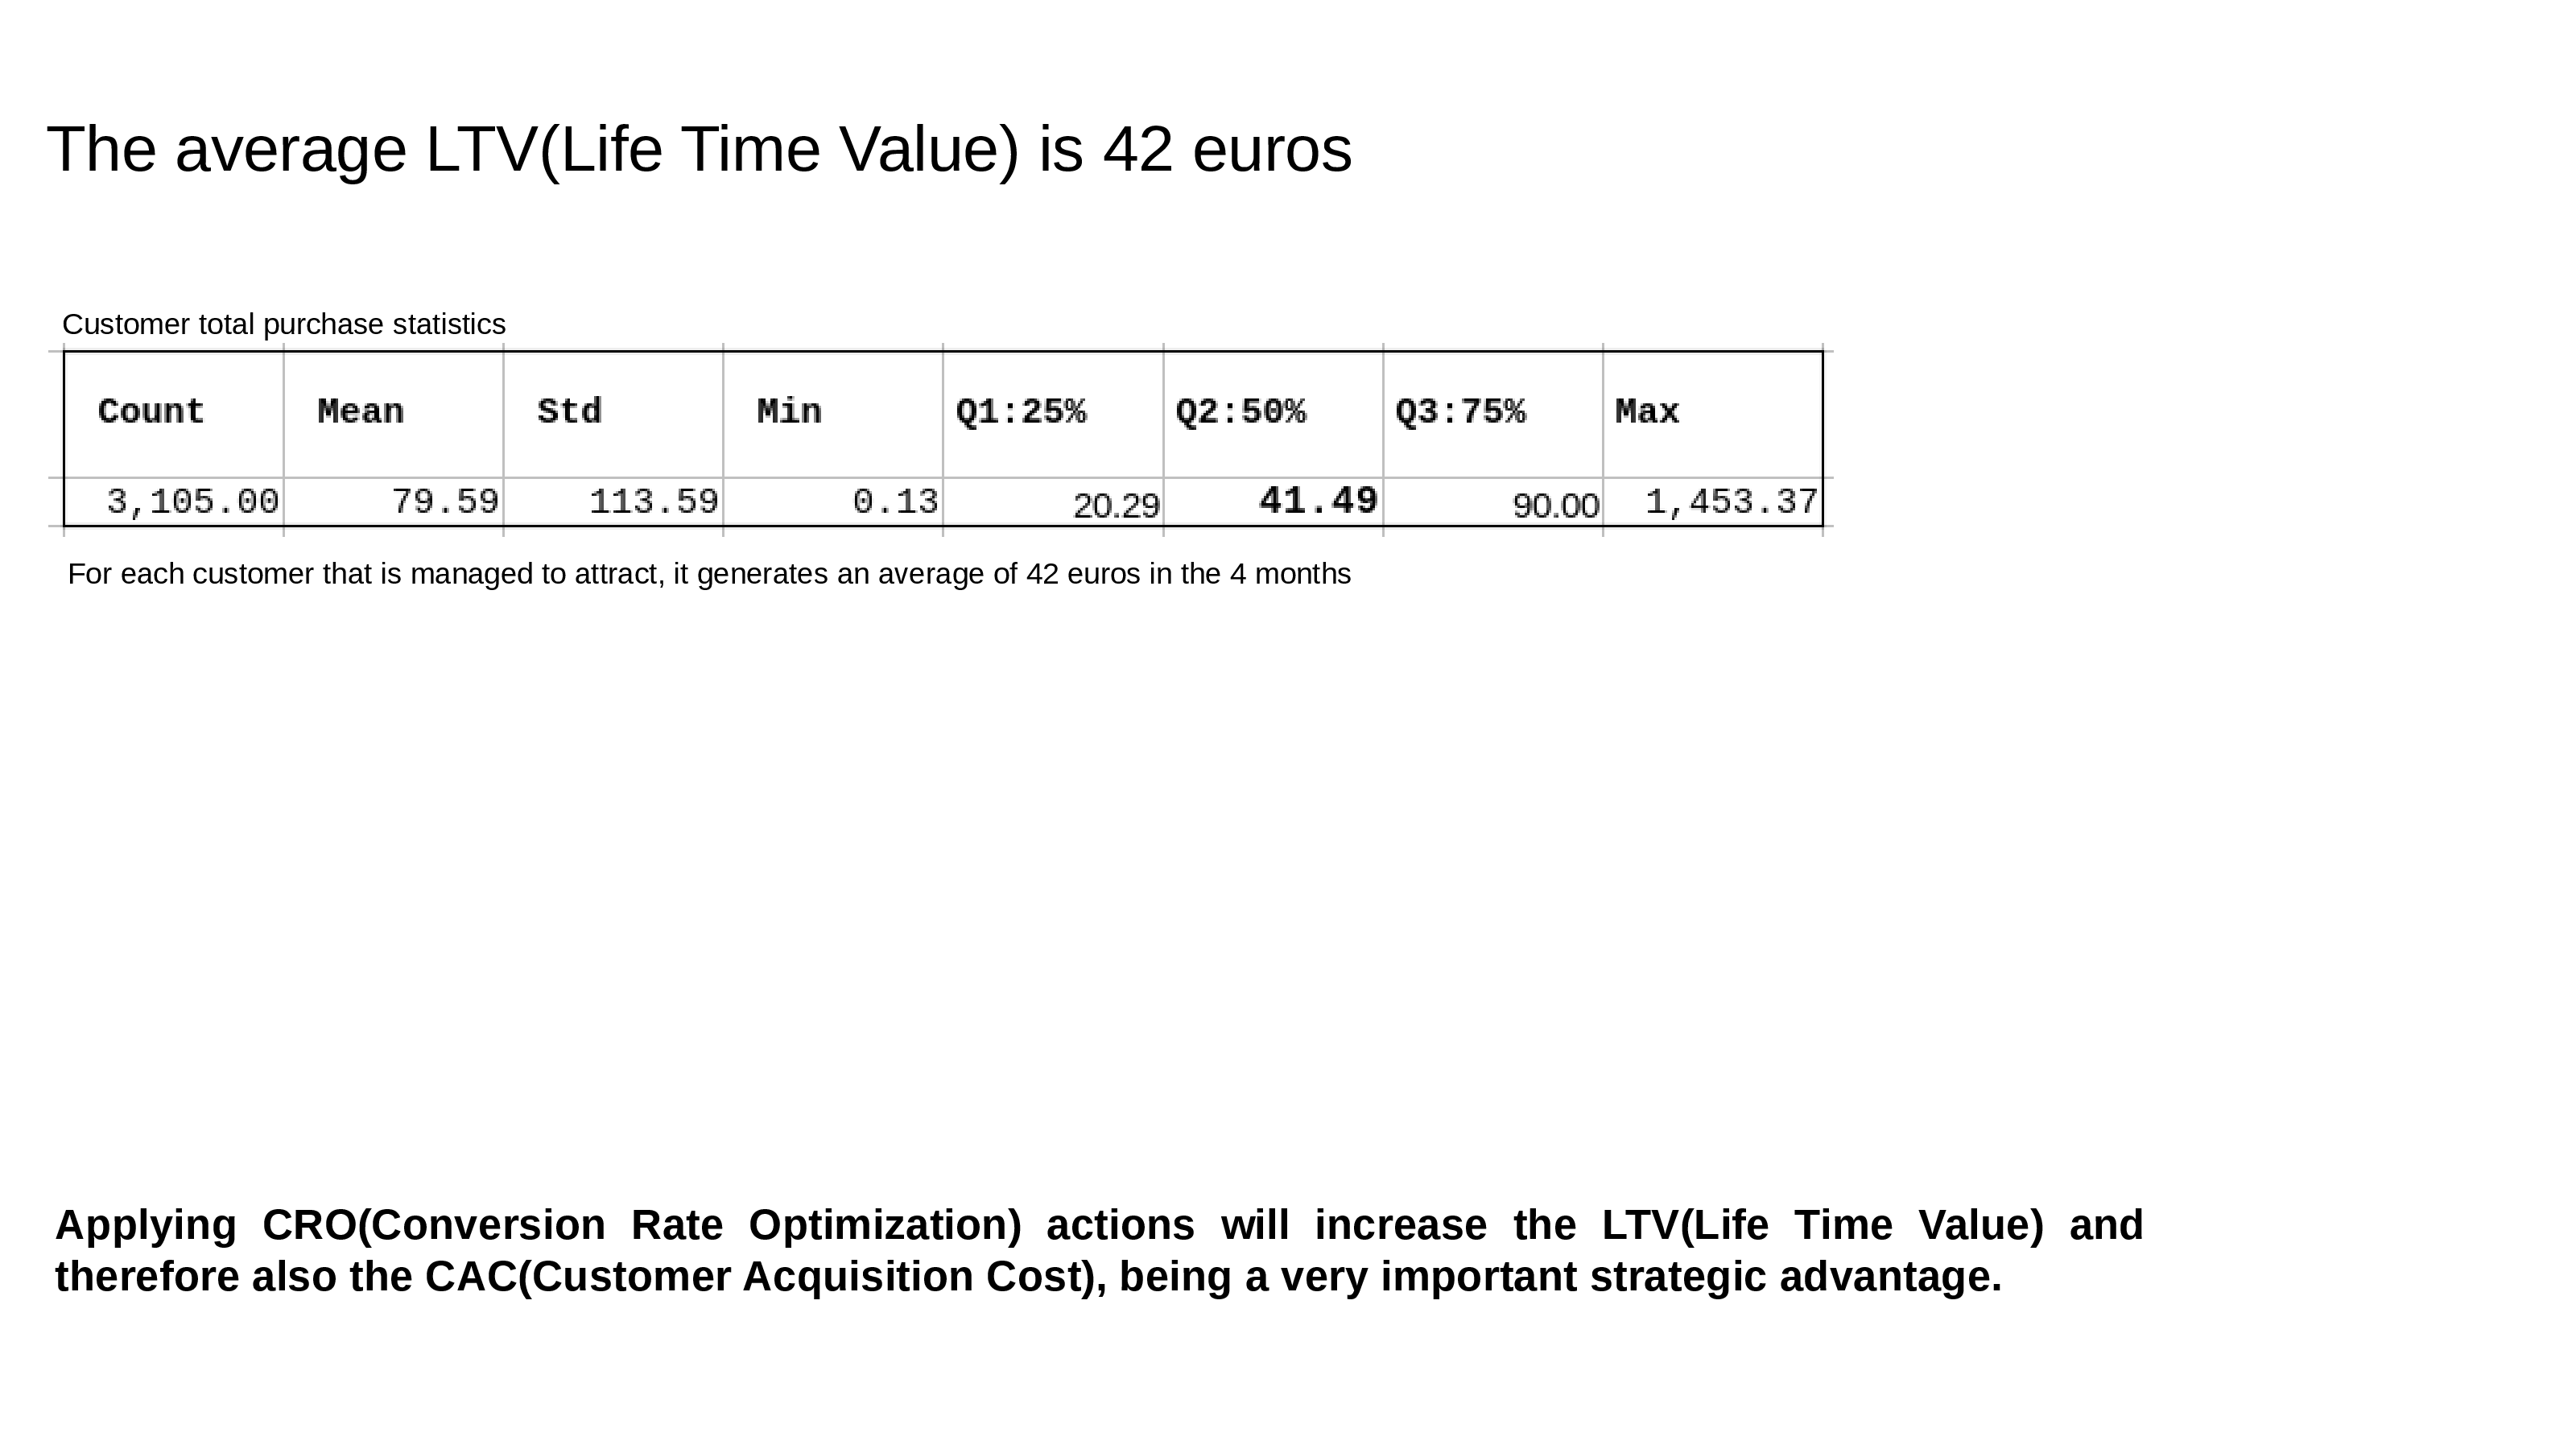 The average LTV(Life Time Value) is 42 euros
Customer total purchase statistics
Count Mean Std Min Q1:25% Q2:50% Q3:75% Max
3,105.00 79.59 113.59 0.13 20.29 41.49 90.00 1,453.37
For each customer that is managed to attract, it generates an average of 42 euros in the 4 months
Applying CRO(Conversion Rate Optimization) actions will increase the LTV(Life Time Value) and
therefore also the CAC(Customer Acquisition Cost), being a very important strategic advantage.